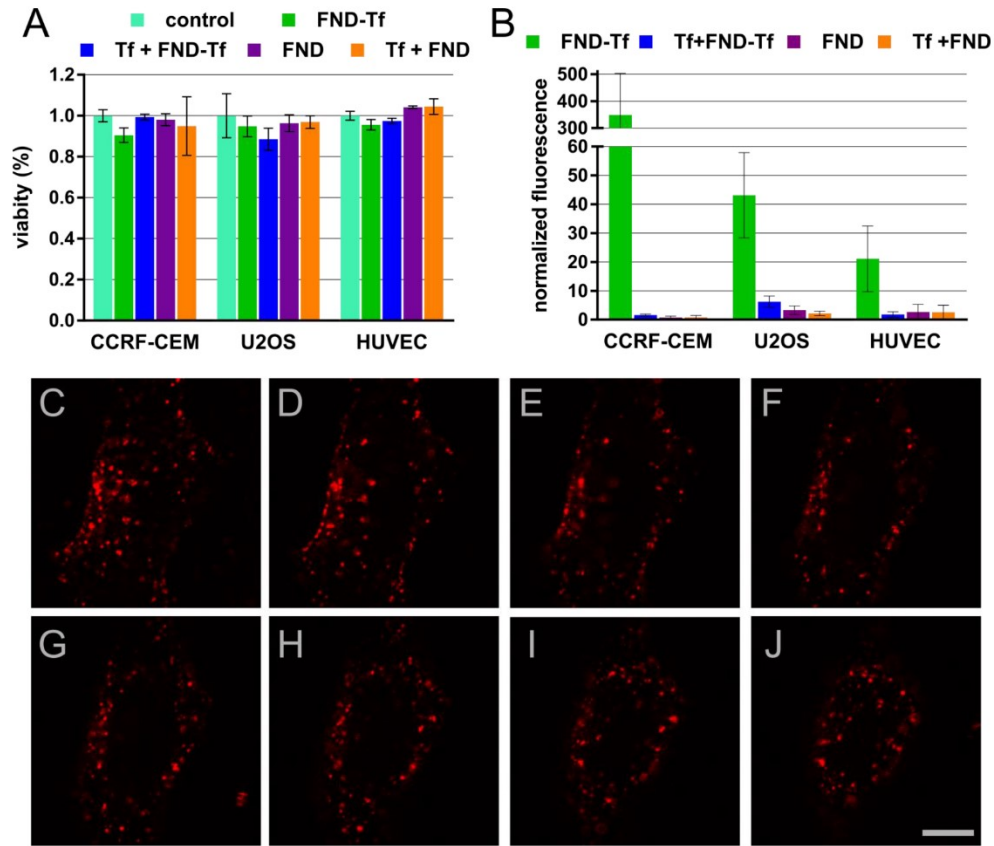 A
control FND-Tf
Tf + FND-Tf FND Tf + FND
viabity (%)
1.2
1.0
0.8
0.6
0.4
0.2
0.0
CCRF-CEM U2OS HUVEC
B
FND-Tf Tf+FND-Tf FND Tf +FND
normalized fluorescence
500
400
300
60
50
40
30
20
10
0
CCRF-CEM U2OS HUVEC
C D E F
G H I J